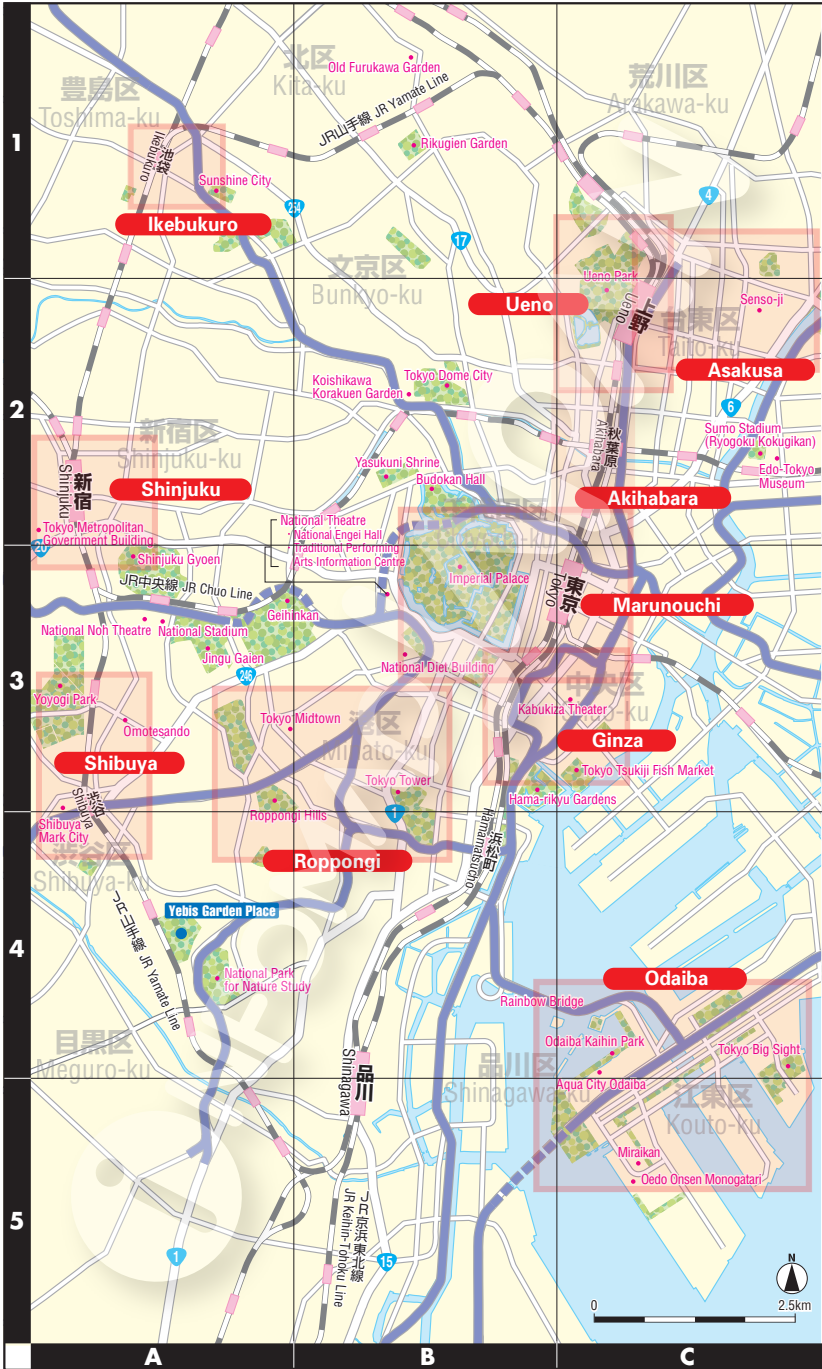 北区
Kita-ku
Old Furukawa Garden
豊島区
Toshima-ku
荒川区
Arakawa-ku
JR山手線 JR Yamate Line
1
池袋
Ikebukuro
Rikugien Garden
Sunshine City
4
254
Ikebukuro
17
文京区
Bunkyo-ku
Ueno Park
Ueno
上野
Ueno
Senso-ji
台東区
Taito-ku
Asakusa
Koishikawa
Korakuen Garden
Tokyo Dome City
2
6
新宿区
Shinjuku-ku
秋葉原
Akihabara
Sumo Stadium
(Ryogoku Kokugikan)
Edo-Tokyo
Museum
新宿
Shinjuku
Yasukuni Shrine
Budokan Hall
Shinjuku
Akihabara
Tokyo Metropolitan
Government Building
20
National Theatre
National Engei Hall
Traditional Performing
Arts Information Centre
Shinjuku Gyoen
Imperial Palace
東京
Tokyo
JR中央線 JR Chuo Line
Marunouchi
Geihinkan
National Noh Theatre
National Stadium
Jingu Gaien
National Diet Building
3
246
中央区
Yoyogi Park
Omotesando
Tokyo Midtown
Kabukiza Theater
港区
Minato-ku
Ginza
Shibuya
Tokyo Tower
Tokyo Tsukiji Fish Market
Hama-rikyu Gardens
渋谷
Shibuya
Shibuya
Mark City
Roppongi Hills
1
浜松町
Hamamatsucho
渋谷区
Shibuya-ku
Roppongi
Yebis Garden Place
4
JR山手線 JR Yamate Line
National Park
for Nature Study
Odaiba
Rainbow Bridge
Odaiba Kaihin Park
Tokyo Big Sight
目黒区
Meguro-ku
品川
Shinagawa
品川区
Shinagawa-ku
Aqua City Odaiba
江東区
Kouto-ku
Miraikan
Oedo Onsen Monogatari
5
JR京浜東北線
JR Keihin-Tohoku Line
1
15
N
0
2.5km
A
B
C